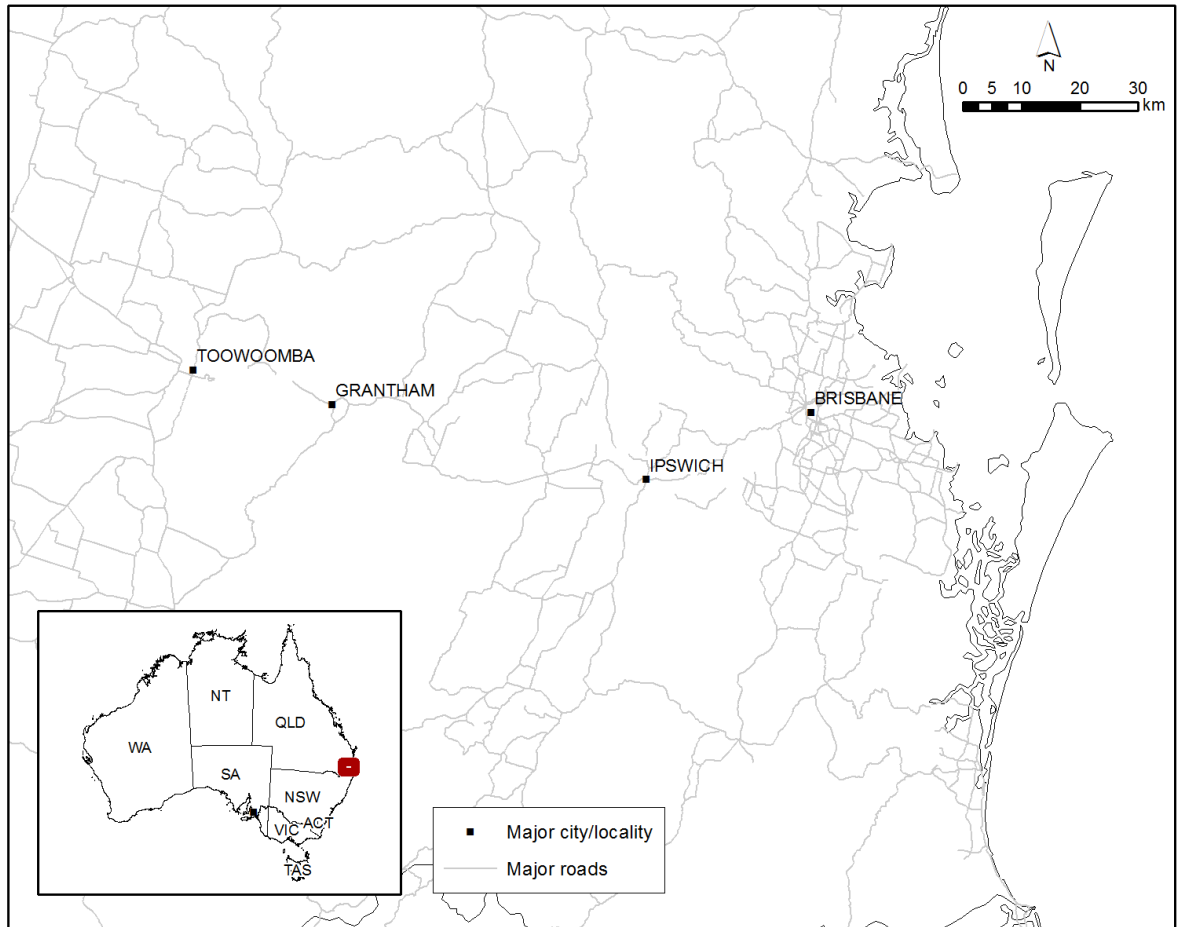 N
0 5 10 20 30
km
TOOWOOMBA
GRANTHAM
BRISBANE
IPSWICH
NT
QLD
WA
SA
NSW
ACT
VIC
TAS
Major city/locality
Major roads